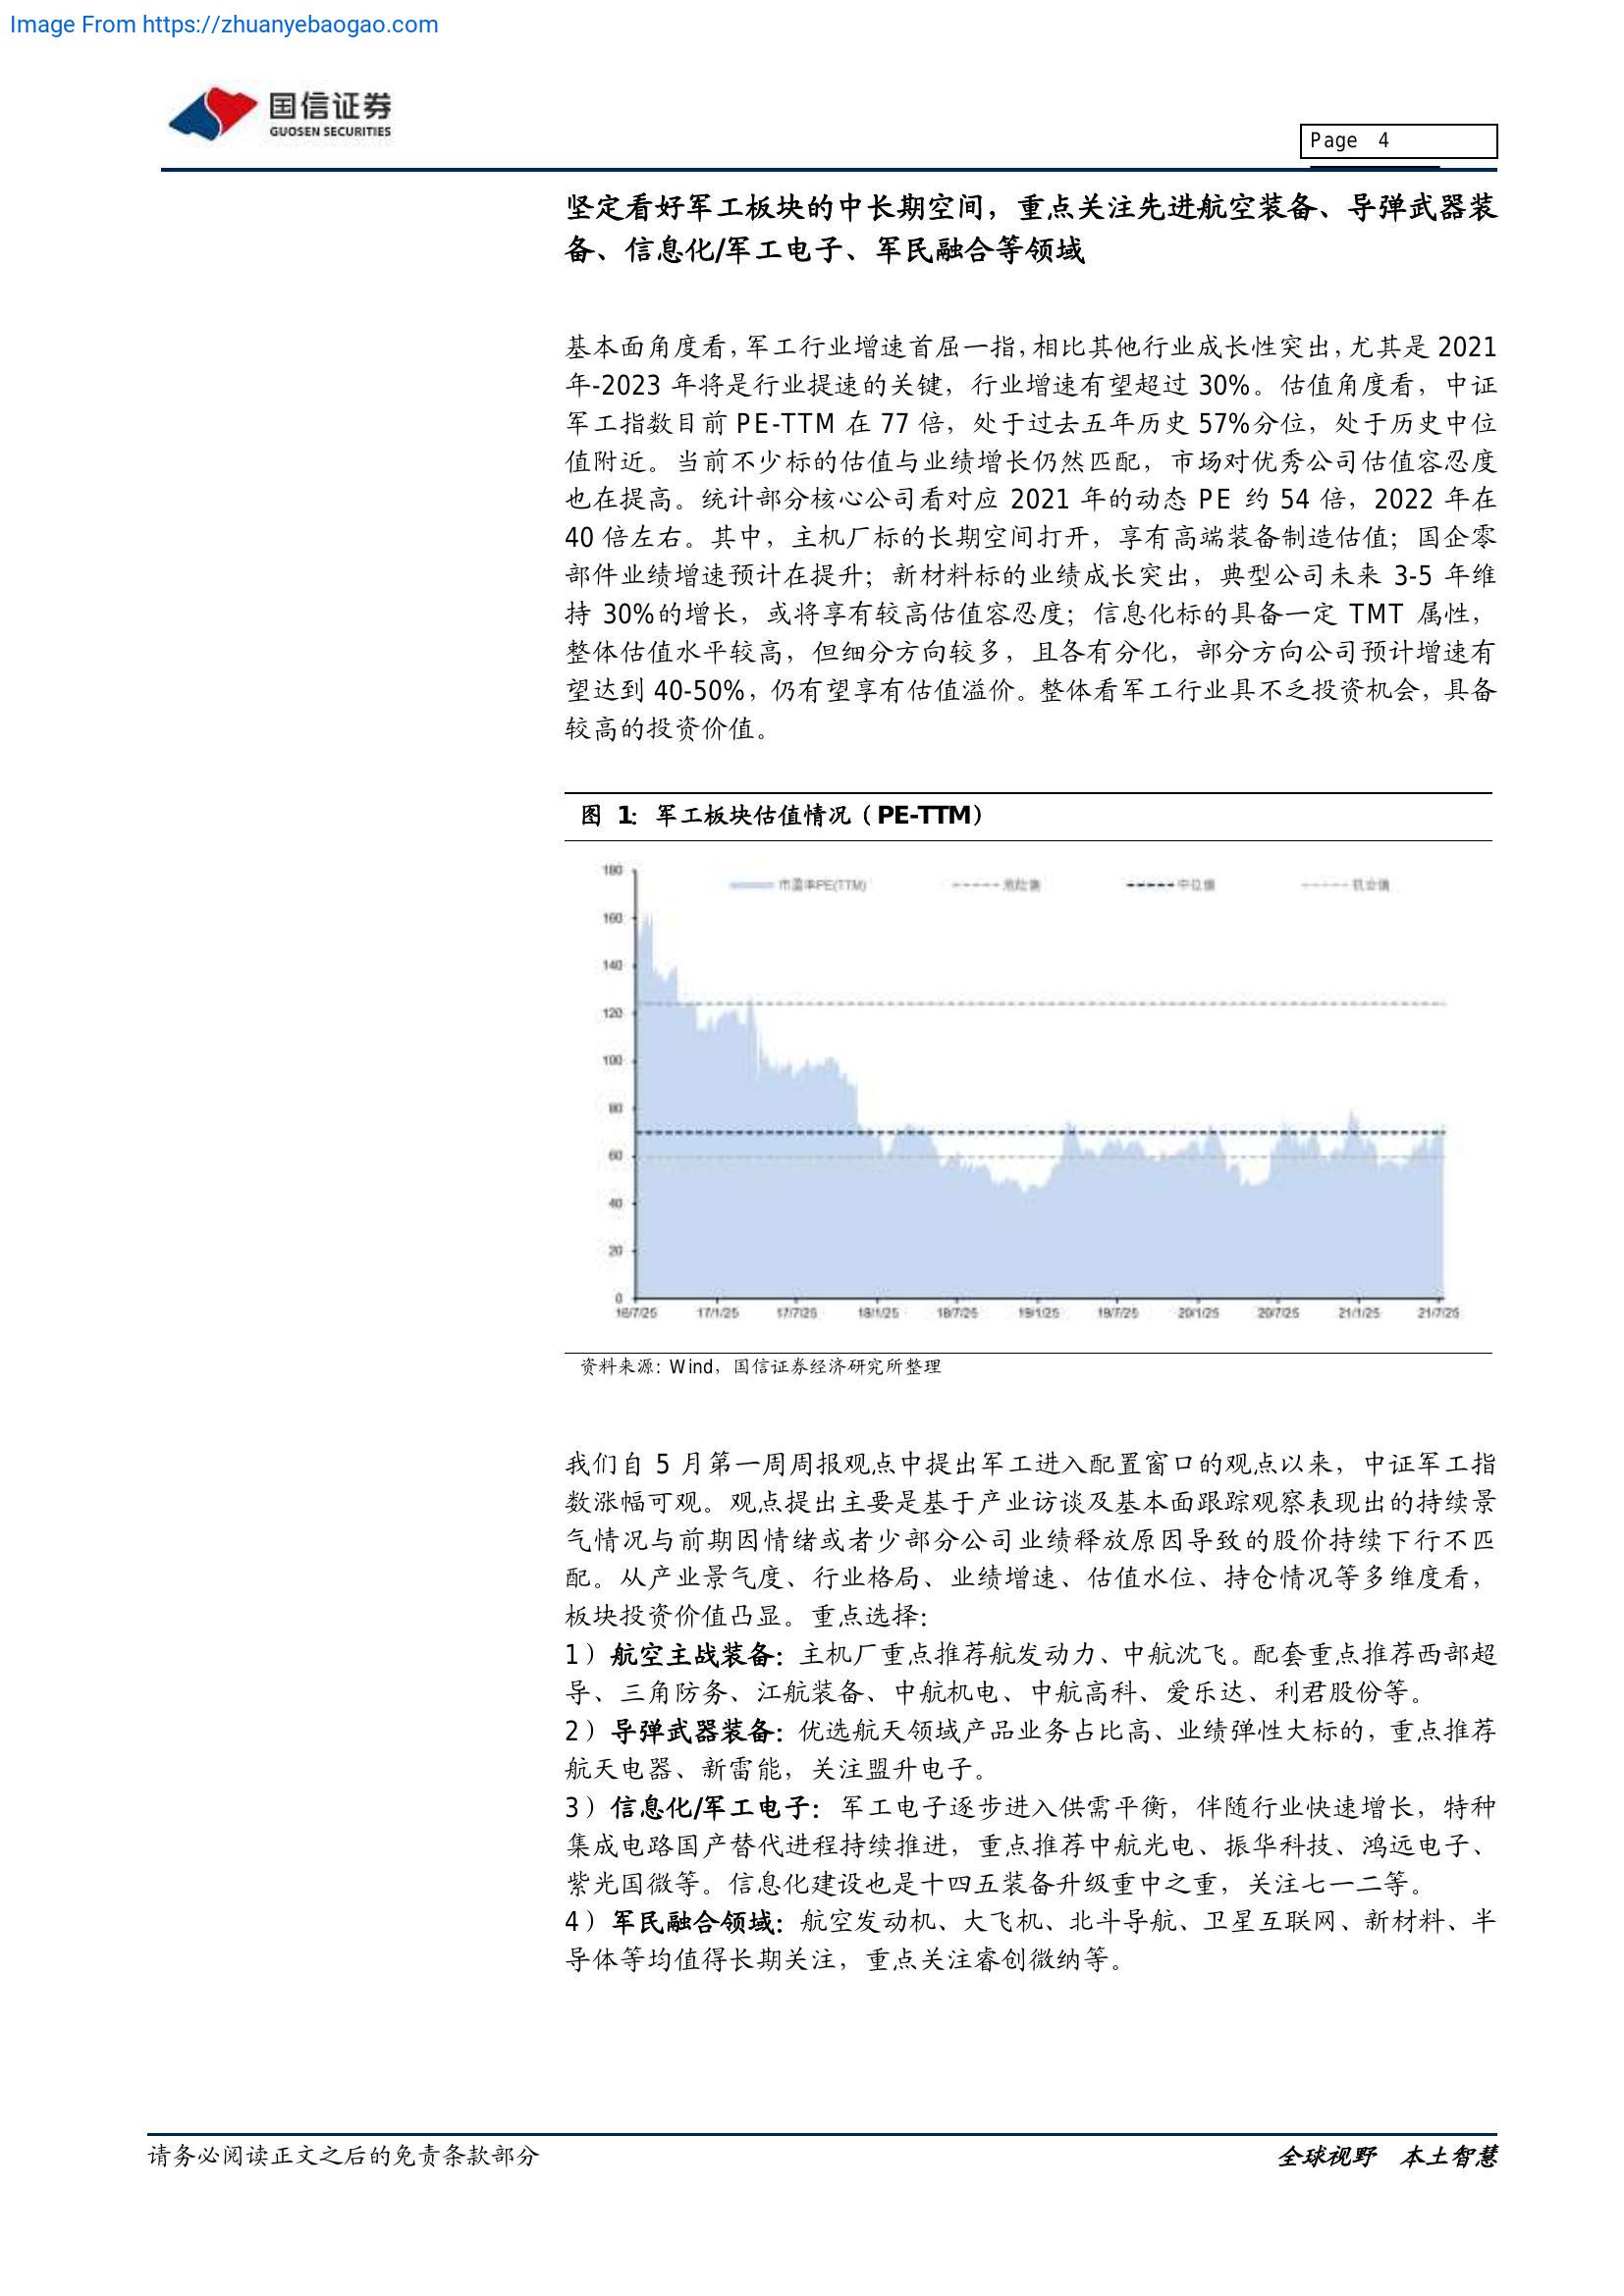 Image From https://zhuanyebaogao.com
国信证券
GUOSEN SECURITIES
Page 4
坚定看好军工板块的中长期空间，重点关注先进航空装备、导弹武器装
备、信息化/军工电子、军民融合等领域
基本面角度看，军工行业增速首屈一指，相比其他行业成长性突出，尤其是 2021
年-2023 年将是行业提速的关键，行业增速有望超过 30%。估值角度看，中证
军工指数目前 PE-TTM 在 77 倍，处于过去五年历史 57%分位，处于历史中位
值附近。当前不少标的估值与业绩增长仍然匹配，市场对优秀公司估值容忍度
也在提高。统计部分核心公司看对应 2021 年的动态 PE 约 54 倍，2022 年在
40 倍左右。其中，主机厂标的长期空间打开，享有高端装备制造估值；国企零
部件业绩增速预计在提升；新材料标的业绩成长突出，典型公司未来 3-5 年维
持 30%的增长，或将享有较高估值容忍度；信息化标的具备一定 TMT 属性，
整体估值水平较高，但细分方向较多，且各有分化，部分方向公司预计增速有
望达到 40-50%，仍有望享有估值溢价。整体看军工行业具不乏投资机会，具备
较高的投资价值。
图 1：军工板块估值情况（PE-TTM）
市盈率PE(TTM) 危险值 中位值 机会值
180
160
140
120
100
80
60
40
20
0
16/7/25 17/1/25 17/7/25 18/1/25 18/7/25 19/1/25 19/7/25 20/1/25 20/7/25 21/1/25 21/7/25
资料来源：Wind，国信证券经济研究所整理
我们自 5 月第一周周报观点中提出军工进入配置窗口的观点以来，中证军工指
数涨幅可观。观点提出主要是基于产业访谈及基本面跟踪观察表现出的持续景
气情况与前期因情绪或者少部分公司业绩释放原因导致的股价持续下行不匹
配。从产业景气度、行业格局、业绩增速、估值水位、持仓情况等多维度看，
板块投资价值凸显。重点选择：
1）航空主战装备：主机厂重点推荐航发动力、中航沈飞。配套重点推荐西部超
导、三角防务、江航装备、中航机电、中航高科、爱乐达、利君股份等。
2）导弹武器装备：优选航天领域产品业务占比高、业绩弹性大标的，重点推荐
航天电器、新雷能，关注盟升电子。
3）信息化/军工电子：军工电子逐步进入供需平衡，伴随行业快速增长，特种
集成电路国产替代进程持续推进，重点推荐中航光电、振华科技、鸿远电子、
紫光国微等。信息化建设也是十四五装备升级重中之重，关注七一二等。
4）军民融合领域：航空发动机、大飞机、北斗导航、卫星互联网、新材料、半
导体等均值得长期关注，重点关注睿创微纳等。
请务必阅读正文之后的免责条款部分
全球视野 本土智慧